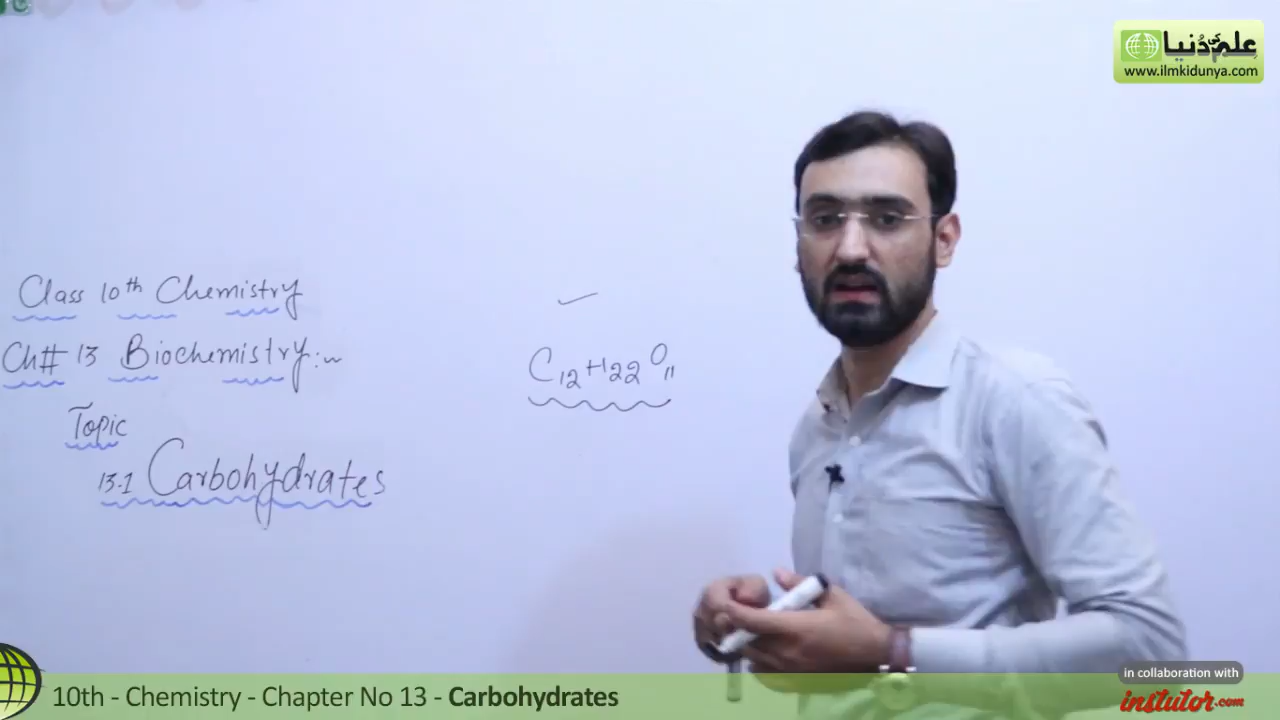 علم کی دُنیا
www.ilmkidunya.com
Class 10th Chemistry
Ch# 13 Biochemistry:~
Topic
13.1 Carbohydrates
C12H22O11
in collaboration with
instutor.com
10th - Chemistry - Chapter No 13 - Carbohydrates